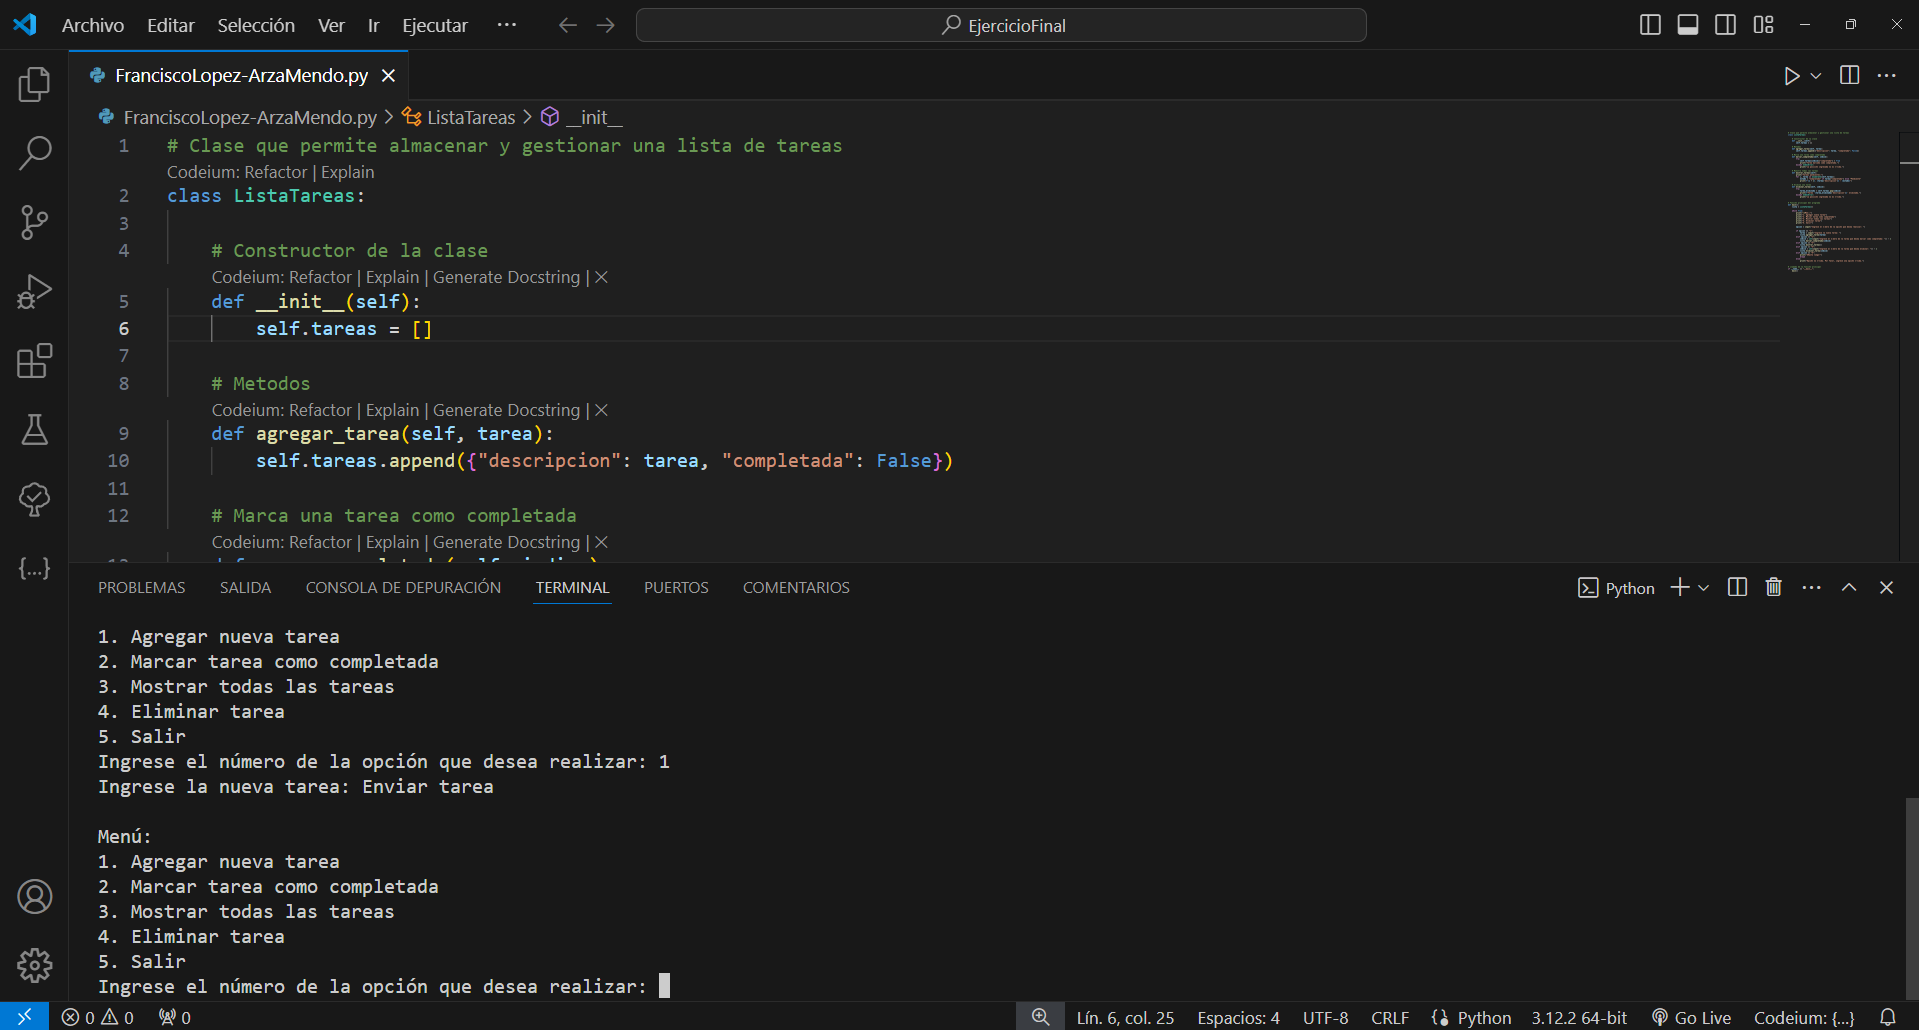 Archivo Editar Selección Ver Ir Ejecutar ··· EjercicioFinal
FranciscoLopez-ArzaMendo.py
FranciscoLopez-ArzaMendo.py > ListaTareas > __init__
1 # Clase que permite almacenar y gestionar una lista de tareas
Codeium: Refactor | Explain
2 class ListaTareas:
3
4 # Constructor de la clase
Codeium: Refactor | Explain | Generate Docstring | X
5 def __init__(self):
6 self.tareas = []
7
8 # Metodos
Codeium: Refactor | Explain | Generate Docstring | X
9 def agregar_tarea(self, tarea):
10 self.tareas.append({"descripcion": tarea, "completada": False})
11
12 # Marca una tarea como completada
Codeium: Refactor | Explain | Generate Docstring | X
PROBLEMAS SALIDA CONSOLA DE DEPURACIÓN TERMINAL PUERTOS COMENTARIOS Python
1. Agregar nueva tarea
2. Marcar tarea como completada
3. Mostrar todas las tareas
4. Eliminar tarea
5. Salir
Ingrese el número de la opción que desea realizar: 1
Ingrese la nueva tarea: Enviar tarea
Menú:
1. Agregar nueva tarea
2. Marcar tarea como completada
3. Mostrar todas las tareas
4. Eliminar tarea
5. Salir
Ingrese el número de la opción que desea realizar:
0 0 0 Lín. 6, col. 25 Espacios: 4 UTF-8 CRLF Python 3.12.2 64-bit Go Live Codeium: {...}